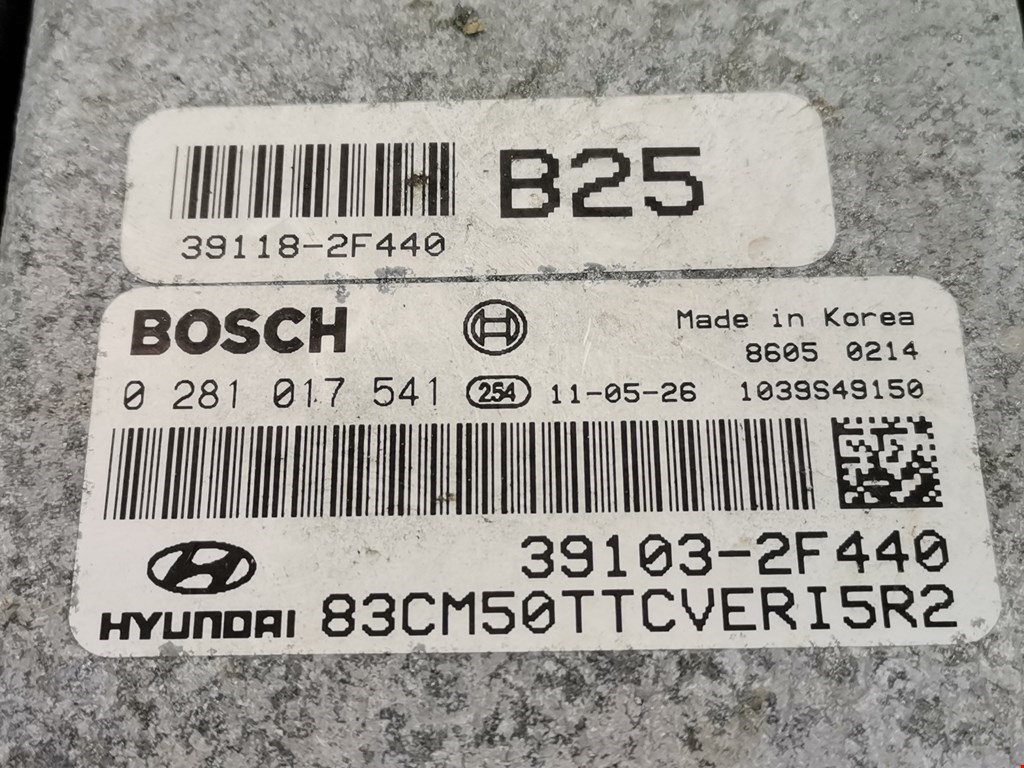 B25
39118-2F440
BOSCH
Made in Korea
8605 0214
0 281 017 541 254 11-05-26 1039S49150
39103-2F440
HYUNDAI 83CM50TTCVERI5R2